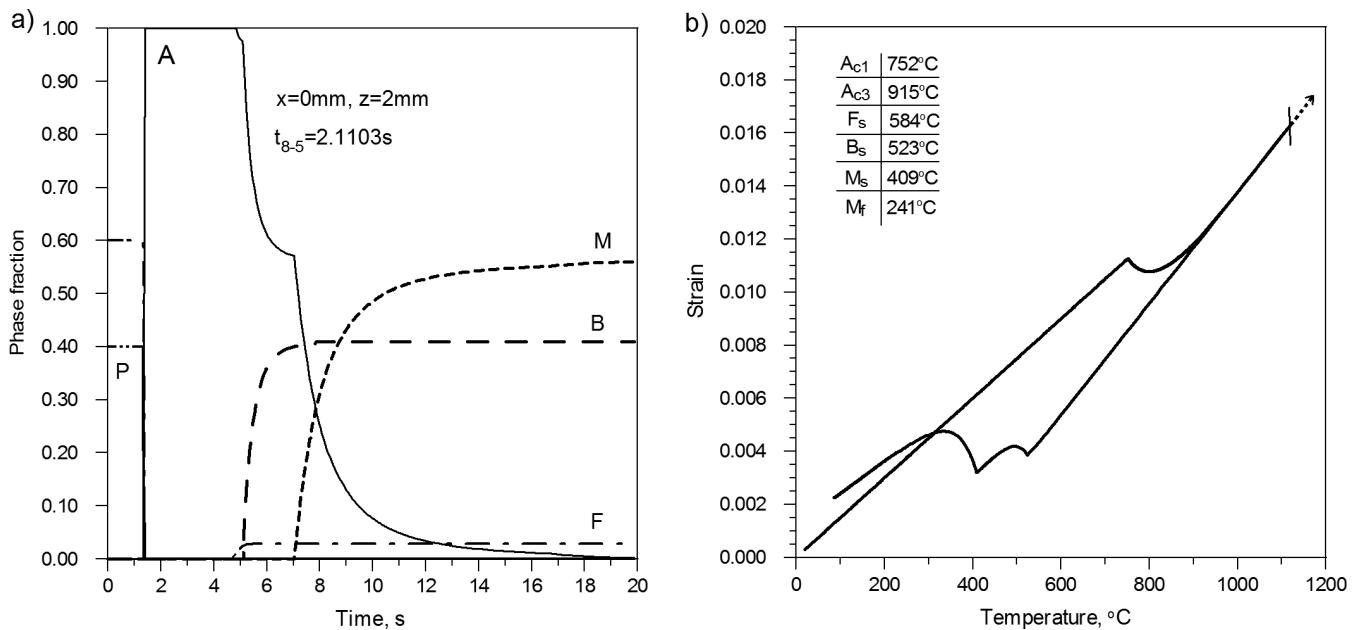 a)
1.00
0.90
0.80
0.70
0.60
0.50
0.40
0.30
0.20
0.10
0.00
Phase fraction
0 2 4 6 8 10 12 14 16 18 20
Time, s
A
x=0mm, z=2mm
t8-5=2.1103s
P
M
B
F
b)
0.020
0.018
0.016
0.014
0.012
0.010
0.008
0.006
0.004
0.002
0.000
Strain
0 200 400 600 800 1000 1200
Temperature, °C
Ac1 752°C
Ac3 915°C
Fs 584°C
Bs 523°C
Ms 409°C
Mf 241°C